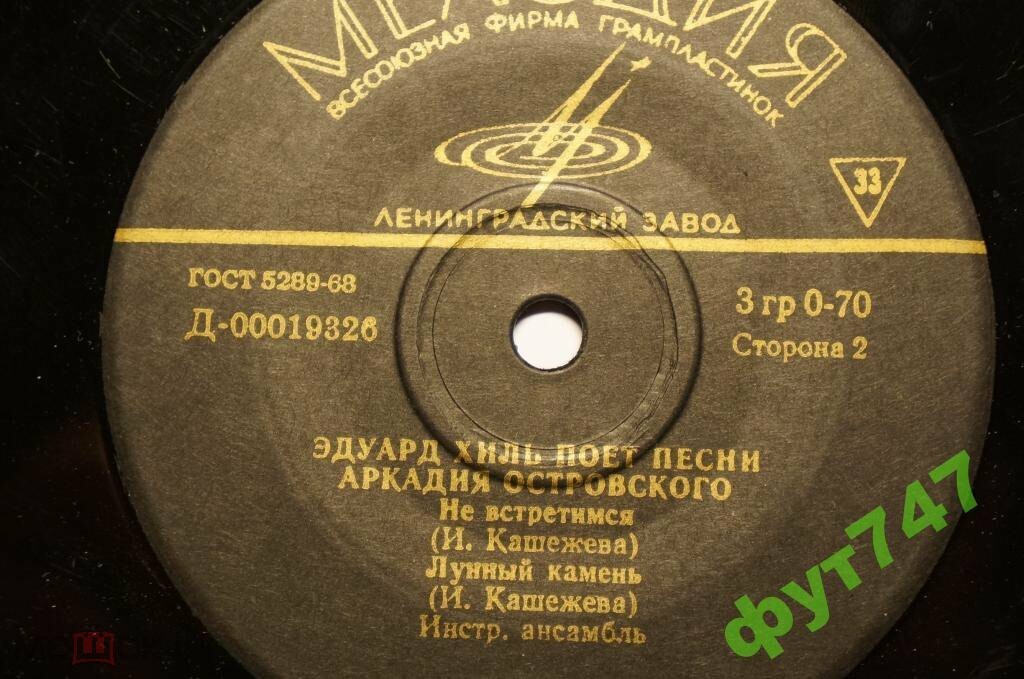 МЕЛОДИЯ
ВСЕСОЮЗНАЯ ФИРМА ГРАМПЛАСТИНОК
33
ЛЕНИНГРАДСКИЙ ЗАВОД
ГОСТ 5289-68
Д-00019326
3 гр 0-70
Сторона 2
ЭДУАРД ХИЛЬ ПОЕТ ПЕСНИ
АРКАДИЯ ОСТРОВСКОГО
Не встретимся
(И. Кашежева)
Лунный камень
(И. Кашежева)
Инстр. ансамбль
фут747